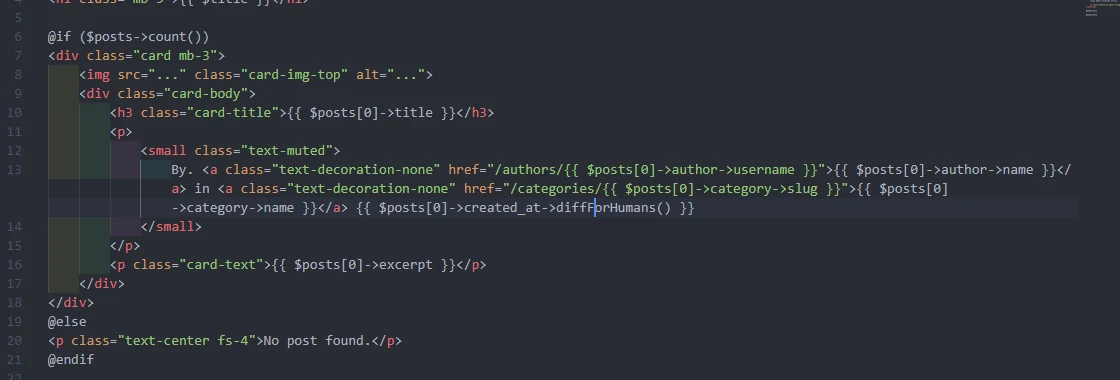 4 <h1 class="mb-5">{{ $title }}</h1>
5
6 @if ($posts->count())
7 <div class="card mb-3">
8 <img src="..." class="card-img-top" alt="...">
9 <div class="card-body">
10 <h3 class="card-title">{{ $posts[0]->title }}</h3>
11 <p>
12 <small class="text-muted">
13 By. <a class="text-decoration-none" href="/authors/{{ $posts[0]->author->username }}">{{ $posts[0]->author->name }}</
a> in <a class="text-decoration-none" href="/categories/{{ $posts[0]->category->slug }}">{{ $posts[0]
->category->name }}</a> {{ $posts[0]->created_at->diffForHumans() }}
14 </small>
15 </p>
16 <p class="card-text">{{ $posts[0]->excerpt }}</p>
17 </div>
18 </div>
19 @else
20 <p class="text-center fs-4">No post found.</p>
21 @endif
22